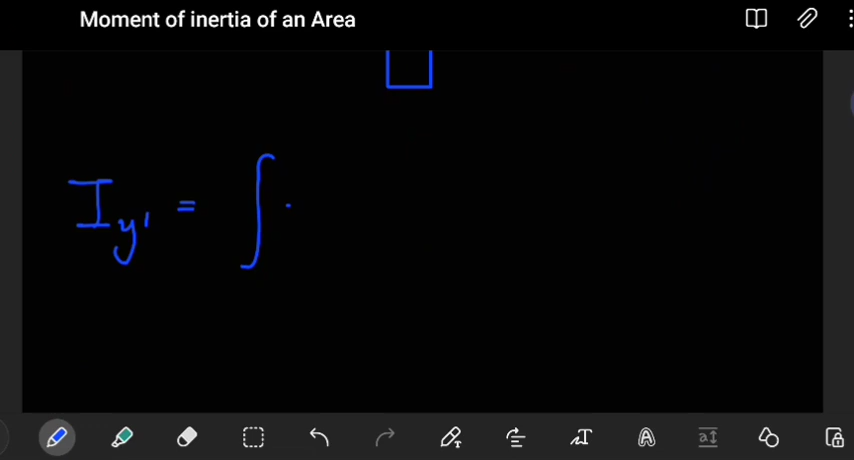 Moment of inertia of an Area
I_y' = ∫